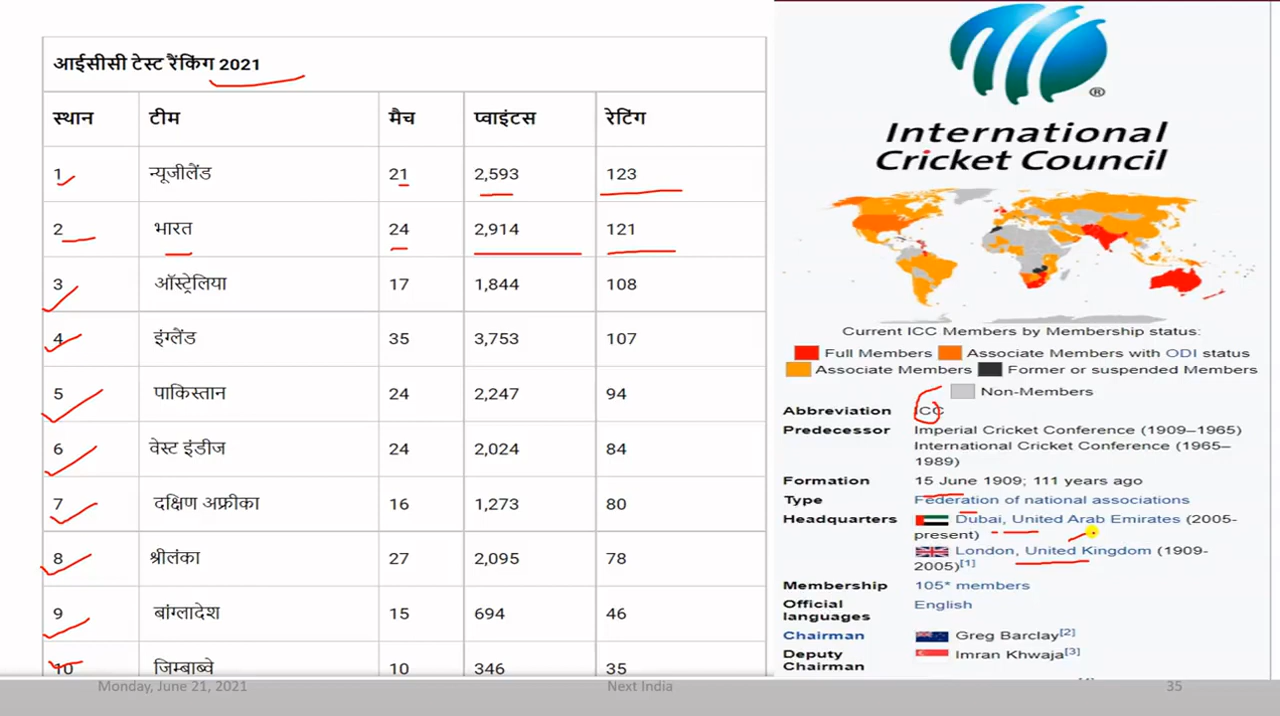 आईसीसी टेस्ट रैंकिंग 2021
स्थान टीम मैच प्वाइंटस रेटिंग
1 न्यूजीलैंड 21 2,593 123
2 भारत 24 2,914 121
3 ऑस्ट्रेलिया 17 1,844 108
4 इंग्लैंड 35 3,753 107
5 पाकिस्तान 24 2,247 94
6 वेस्ट इंडीज 24 2,024 84
7 दक्षिण अफ्रीका 16 1,273 80
8 श्रीलंका 27 2,095 78
9 बांग्लादेश 15 694 46
10 जिम्बाब्वे 10 346 35
®
International
Cricket Council
Current ICC Members by Membership status:
Full Members Associate Members with ODI status
Associate Members Former or suspended Members
Non-Members
Abbreviation ICC
Predecessor Imperial Cricket Conference (1909–1965)
International Cricket Conference (1965–
1989)
Formation 15 June 1909; 111 years ago
Type Federation of national associations
Headquarters Dubai, United Arab Emirates (2005-
present)
London, United Kingdom (1909-
2005)[1]
Membership 105* members
Official English
languages
Chairman Greg Barclay[2]
Deputy Imran Khwaja[3]
Chairman
Monday, June 21, 2021 Next India 35